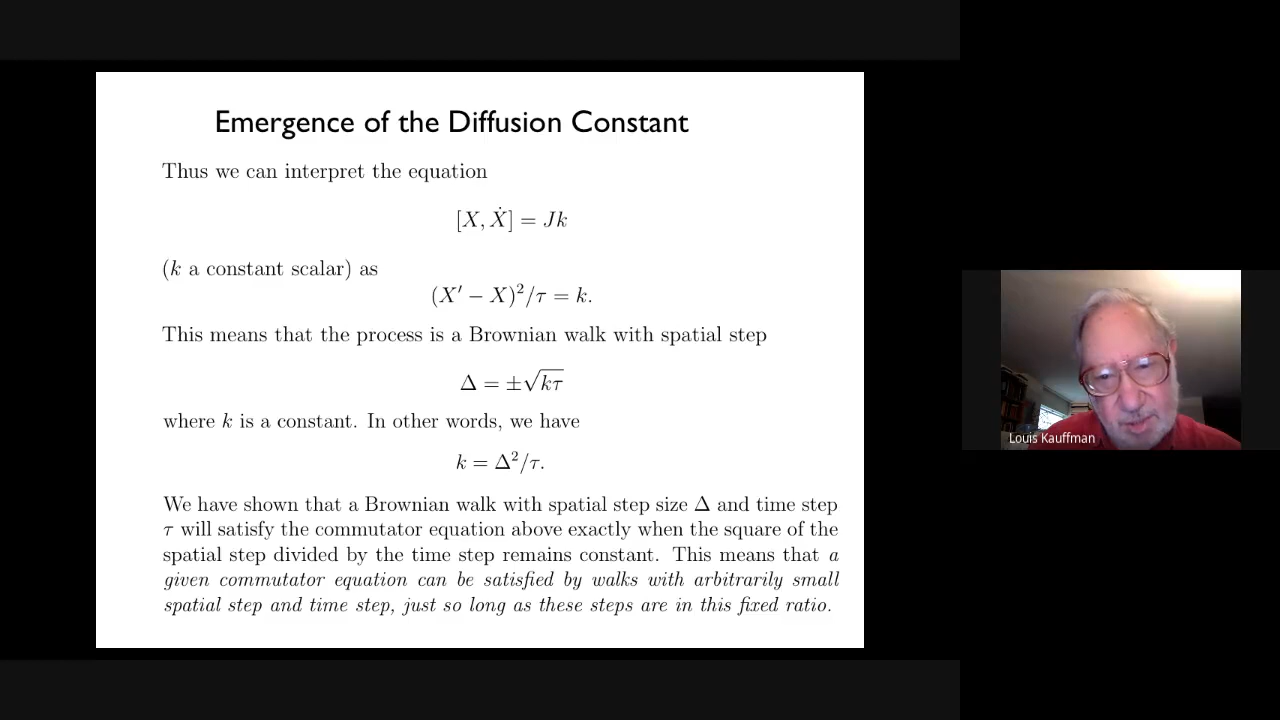 Emergence of the Diffusion Constant
Thus we can interpret the equation
[X, Ẋ] = Jk
(k a constant scalar) as
(X′ − X)²/τ = k.
This means that the process is a Brownian walk with spatial step
Δ = ±√kτ
where k is a constant. In other words, we have
k = Δ²/τ.
We have shown that a Brownian walk with spatial step size Δ and time step
τ will satisfy the commutator equation above exactly when the square of the
spatial step divided by the time step remains constant. This means that a
given commutator equation can be satisfied by walks with arbitrarily small
spatial step and time step, just so long as these steps are in this fixed ratio.
Louis Kauffman